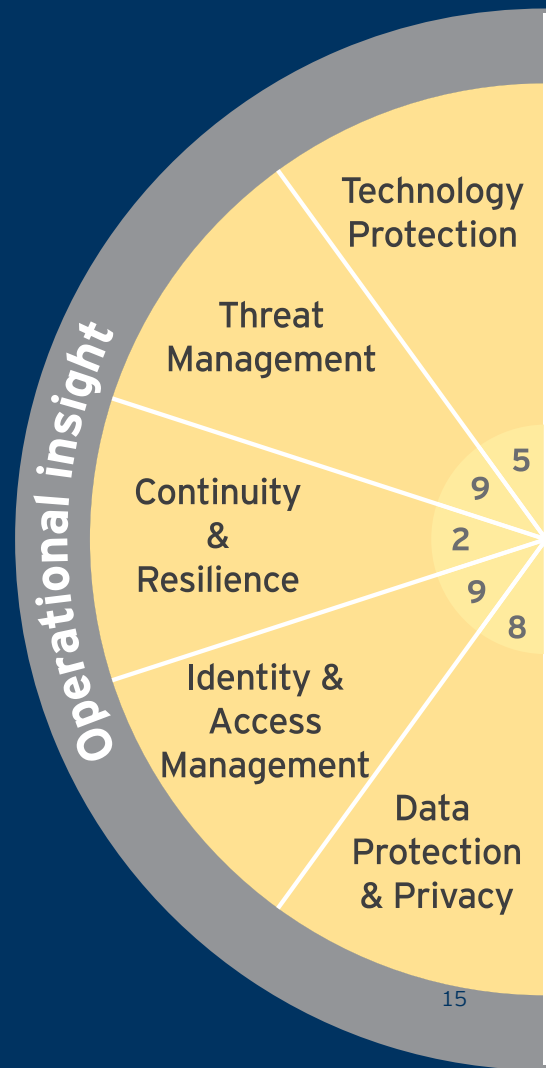 Technology
Protection
Threat
Management
Operational insight
5
9
Continuity
&
Resilience
2
9
8
Identity &
Access
Management
Data
Protection
& Privacy
15